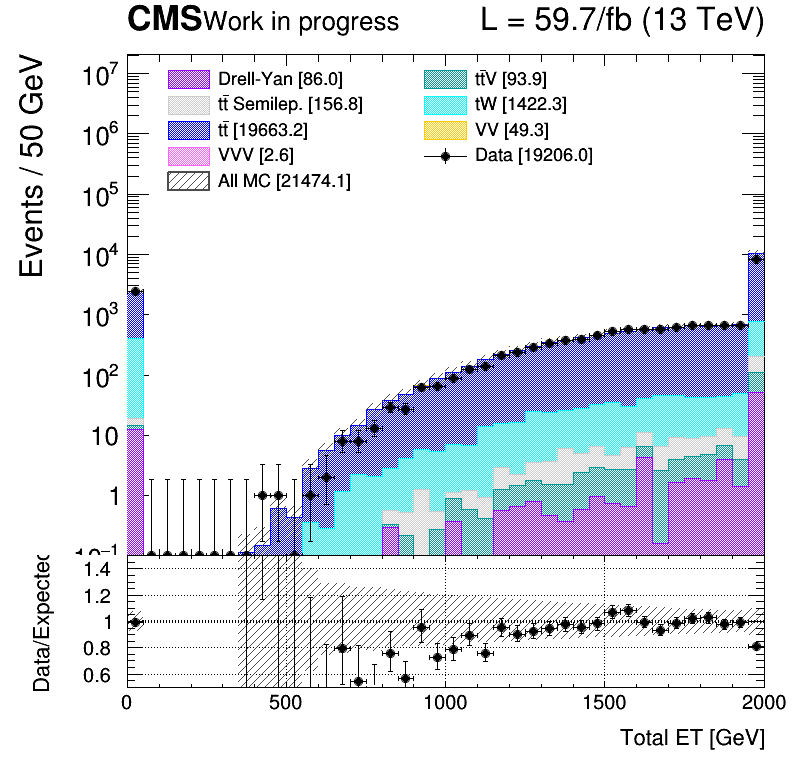 CMS Work in progress L = 59.7/fb (13 TeV)
Events / 50 GeV
Drell-Yan [86.0] tt̄V [93.9]
tt̄ Semilep. [156.8] tW [1422.3]
tt̄ [19663.2] VV [49.3]
VVV [2.6] Data [19206.0]
All MC [21474.1]
10⁷
10⁶
10⁵
10⁴
10³
10²
10
1
10⁻¹
Data/Expected
1.4
1.2
1
0.8
0.6
0 500 1000 1500 2000
Total ET [GeV]